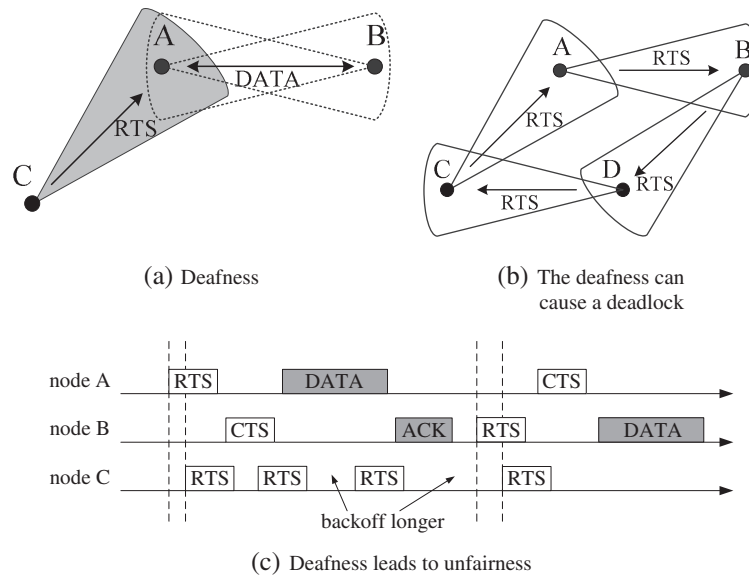 A
B
DATA
RTS
C
(a) Deafness
A
B
RTS
RTS
C
D
RTS
RTS
(b) The deafness can
cause a deadlock
node A
RTS
DATA
CTS
node B
CTS
ACK
RTS
DATA
node C
RTS
RTS
RTS
RTS
backoff longer
(c) Deafness leads to unfairness